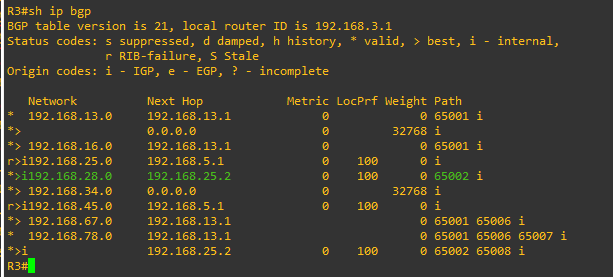 R3#sh ip bgp
BGP table version is 21, local router ID is 192.168.3.1
Status codes: s suppressed, d damped, h history, * valid, > best, i - internal,
              r RIB-failure, S Stale
Origin codes: i - IGP, e - EGP, ? - incomplete

   Network          Next Hop            Metric LocPrf Weight Path
*  192.168.13.0     192.168.13.1             0             0 65001 i
*>                  0.0.0.0                  0         32768 i
*> 192.168.16.0     192.168.13.1             0             0 65001 i
r>i192.168.25.0     192.168.5.1              0    100      0 i
*>i192.168.28.0     192.168.25.2             0    100      0 65002 i
*> 192.168.34.0     0.0.0.0                  0         32768 i
r>i192.168.45.0     192.168.5.1              0    100      0 i
*> 192.168.67.0     192.168.13.1                           0 65001 65006 i
*  192.168.78.0     192.168.13.1                           0 65001 65006 65007 i
*>i                 192.168.25.2             0    100      0 65002 65008 i
R3#